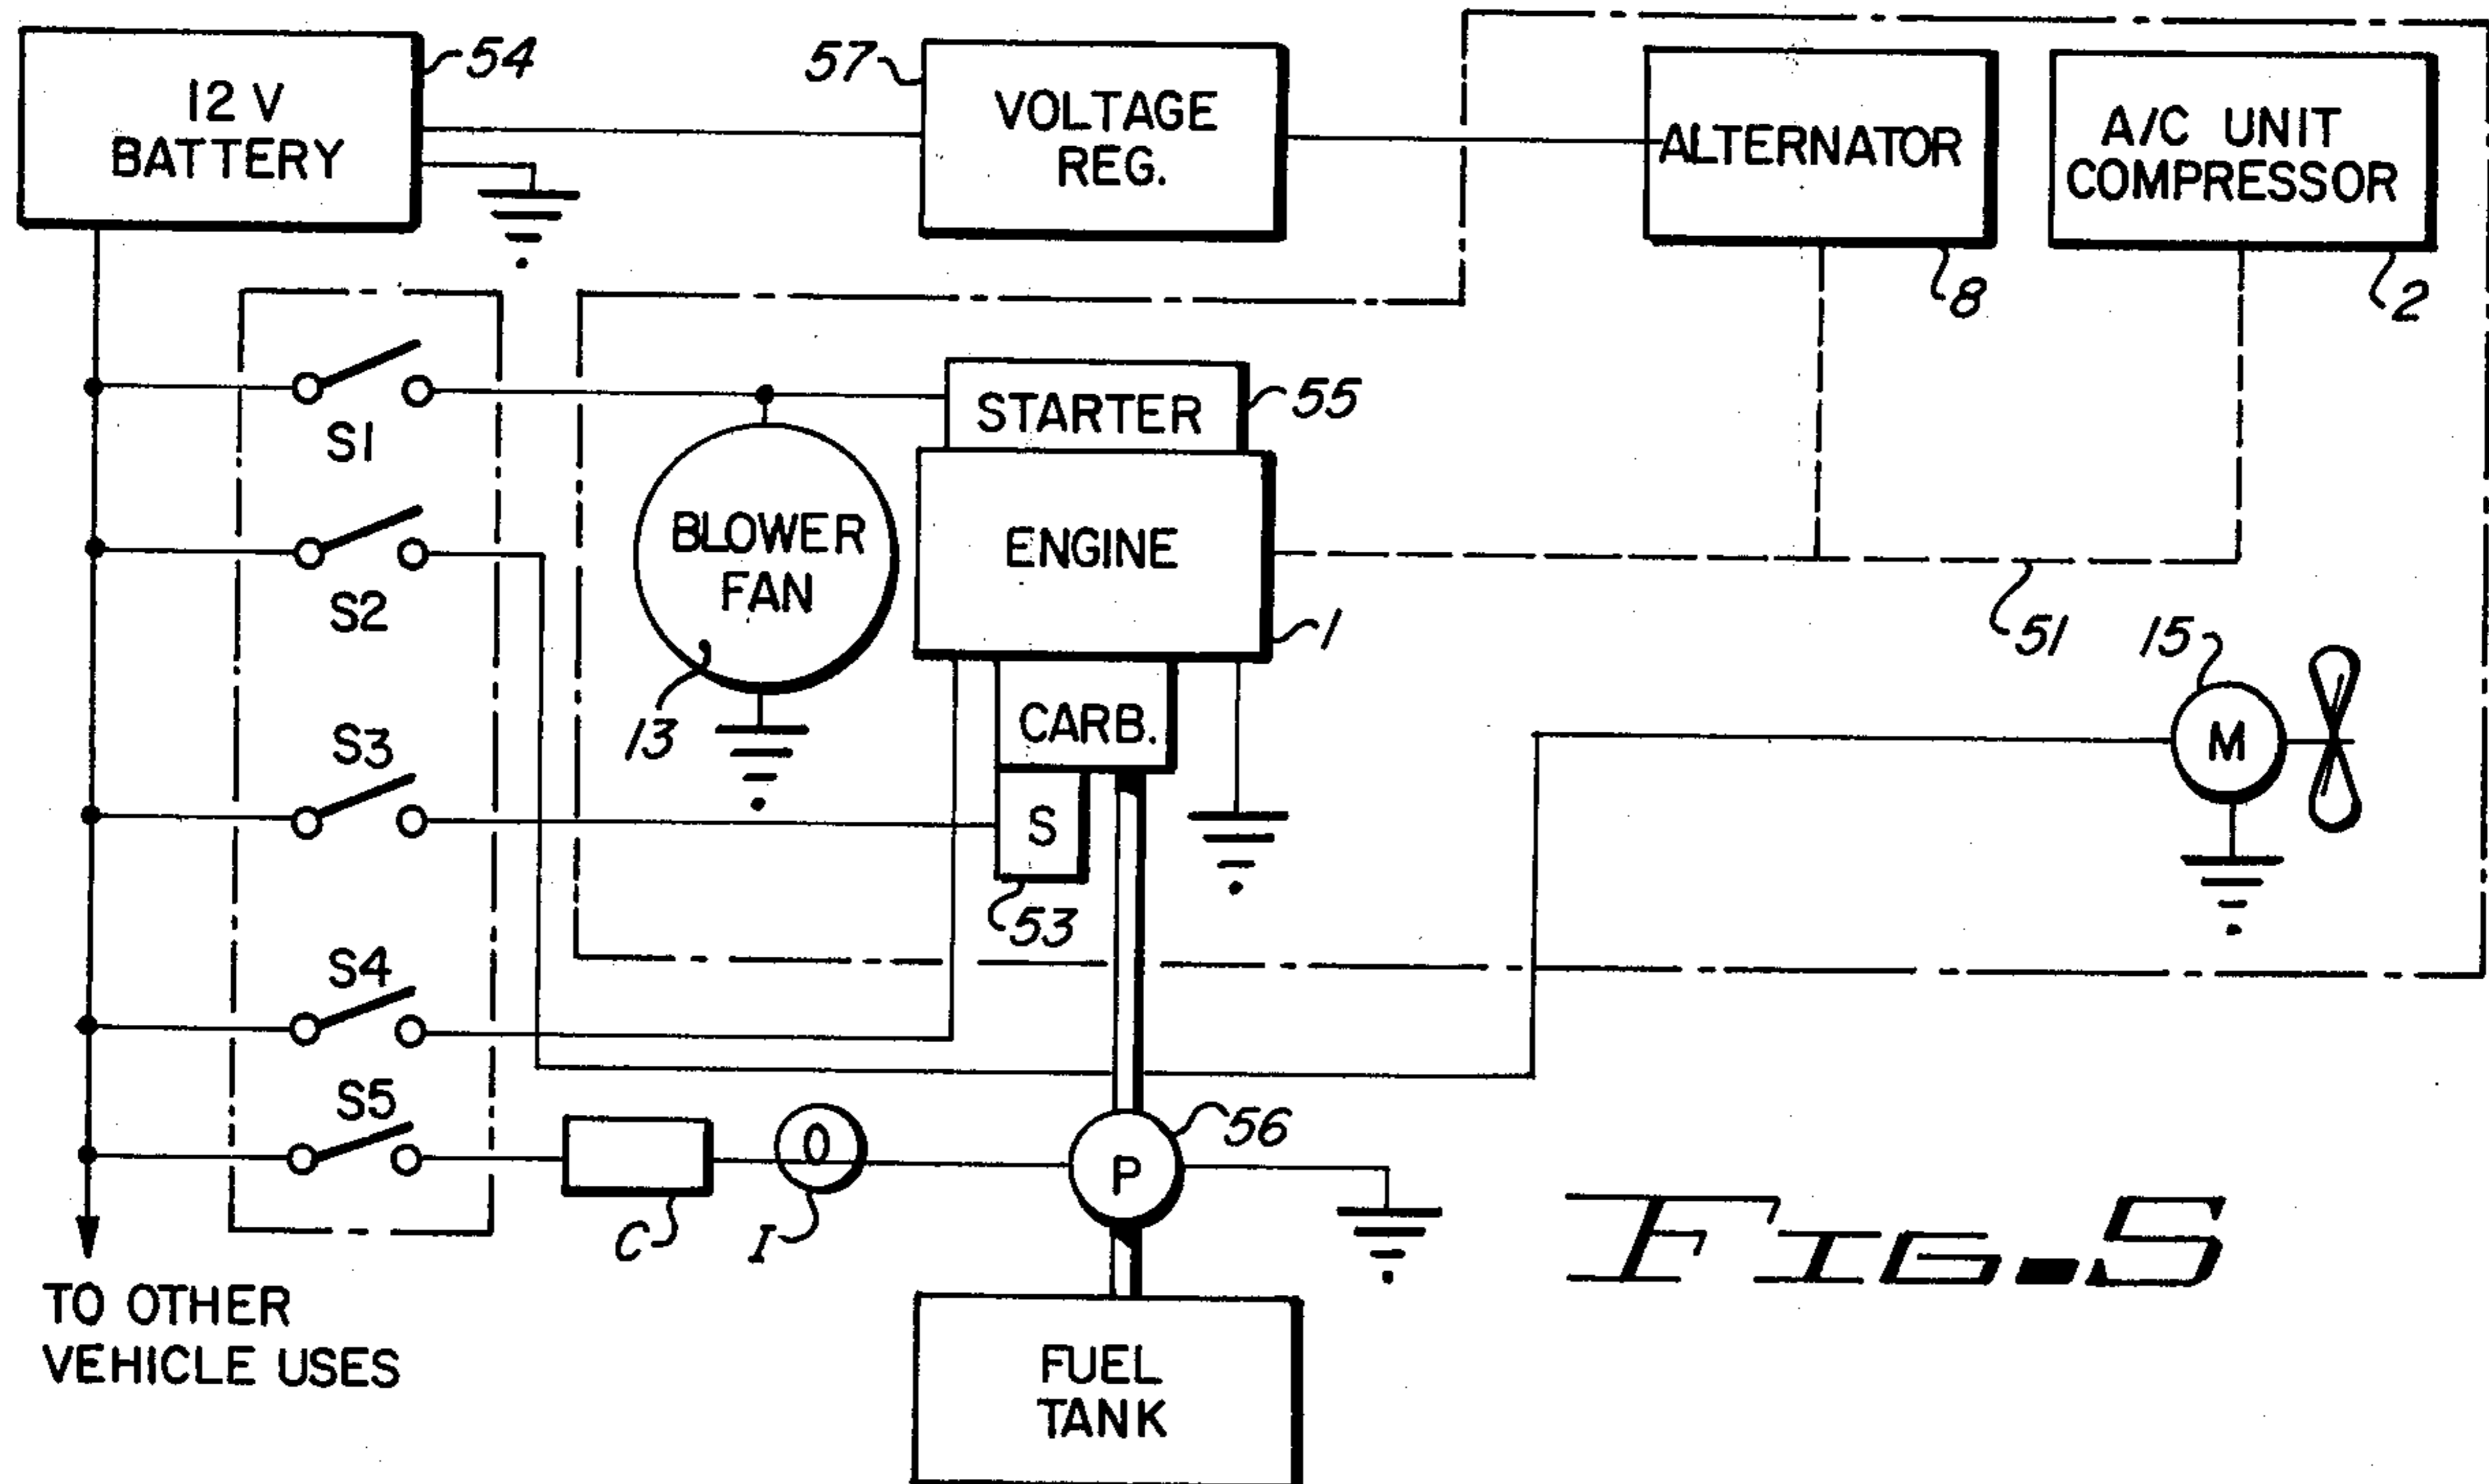 12 V
BATTERY
54
57
VOLTAGE
REG.
ALTERNATOR
8
A/C UNIT
COMPRESSOR
2
S1
STARTER
55
S2
BLOWER
FAN
13
ENGINE
1
51
15
M
S3
CARB.
S
53
S4
S5
C
I
P
56
TO OTHER
VEHICLE USES
FUEL
TANK
FIG-5